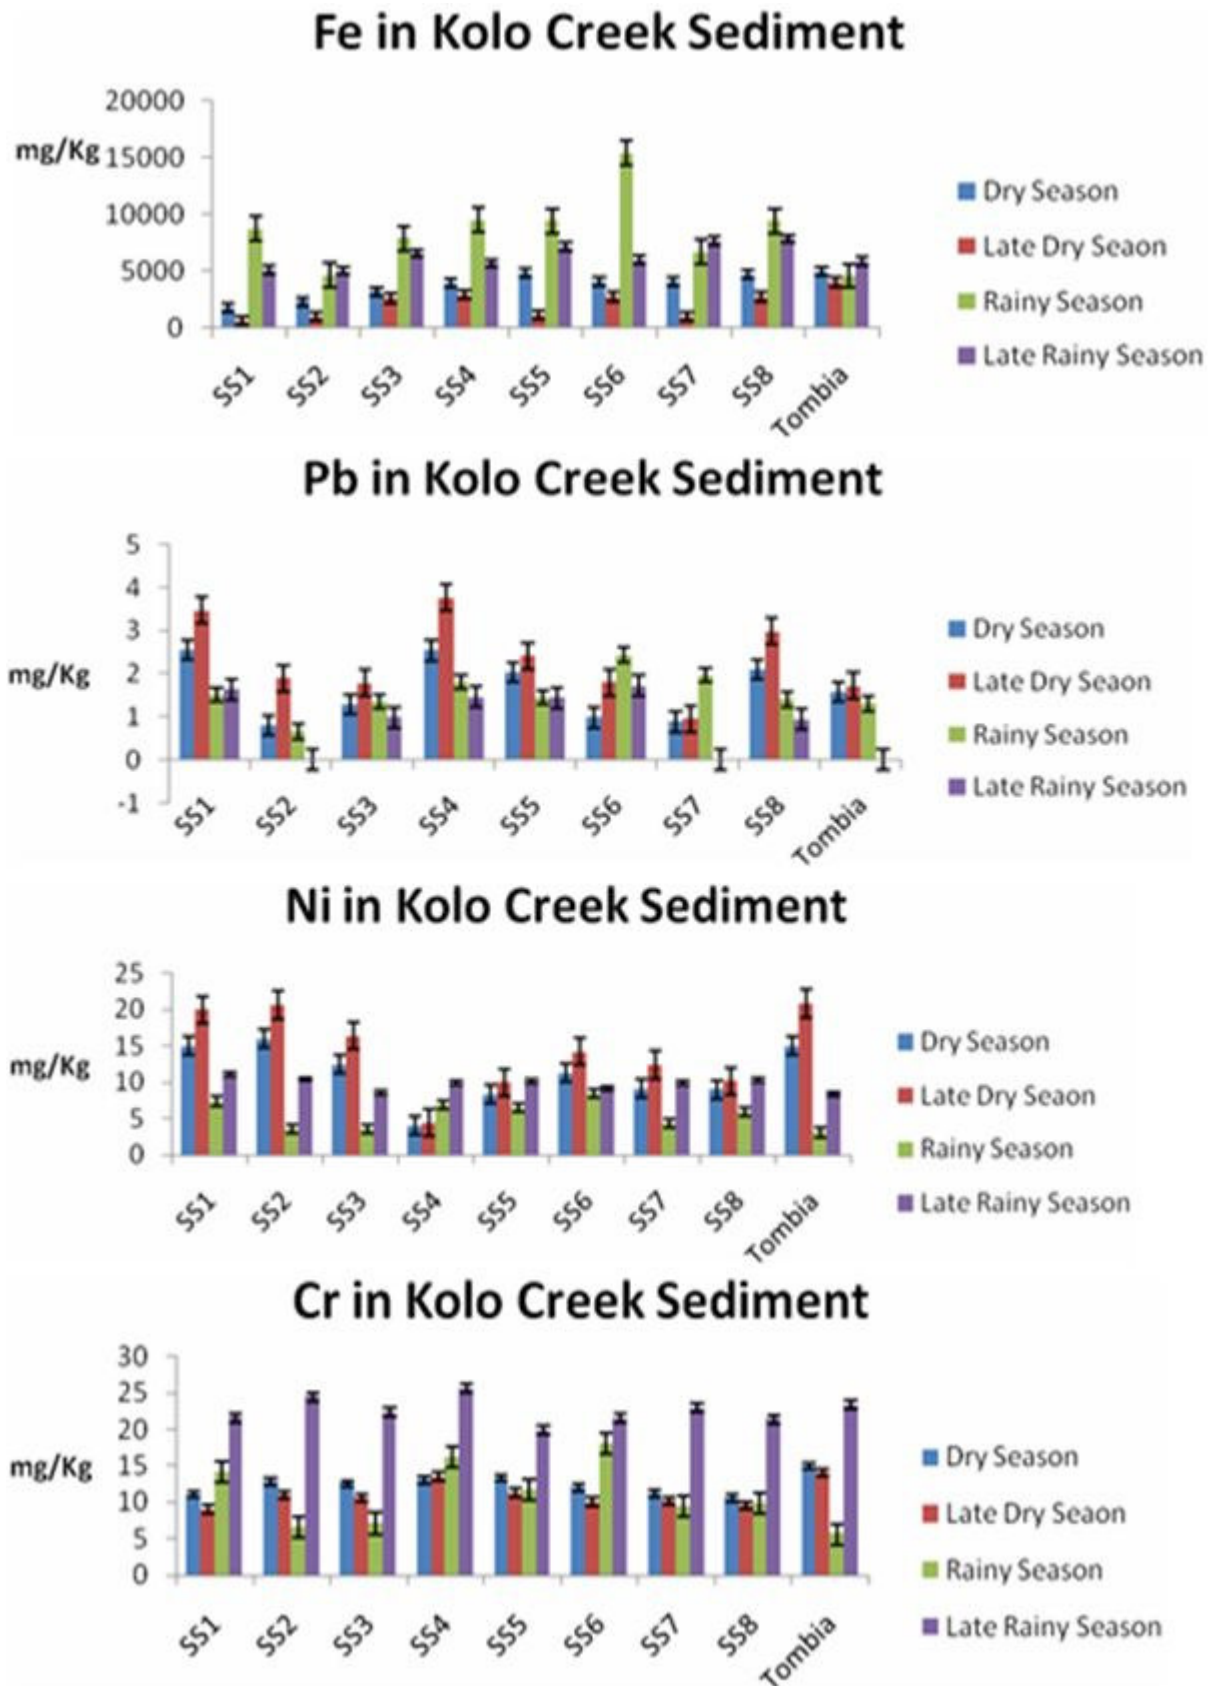 Fe in Kolo Creek Sediment
20000
mg/Kg 15000
10000
5000
0
SS1 SS2 SS3 SS4 SS5 SS6 SS7 SS8 Tombia
Dry Season
Late Dry Seaon
Rainy Season
Late Rainy Season
Pb in Kolo Creek Sediment
5
4
3
mg/Kg 2
1
0
-1
SS1 SS2 SS3 SS4 SS5 SS6 SS7 SS8 Tombia
Dry Season
Late Dry Seaon
Rainy Season
Late Rainy Season
Ni in Kolo Creek Sediment
25
20
15
mg/Kg
10
5
0
SS1 SS2 SS3 SS4 SS5 SS6 SS7 SS8 Tombia
Dry Season
Late Dry Seaon
Rainy Season
Late Rainy Season
Cr in Kolo Creek Sediment
30
25
20
mg/Kg 15
10
5
0
SS1 SS2 SS3 SS4 SS5 SS6 SS7 SS8 Tombia
Dry Season
Late Dry Seaon
Rainy Season
Late Rainy Season